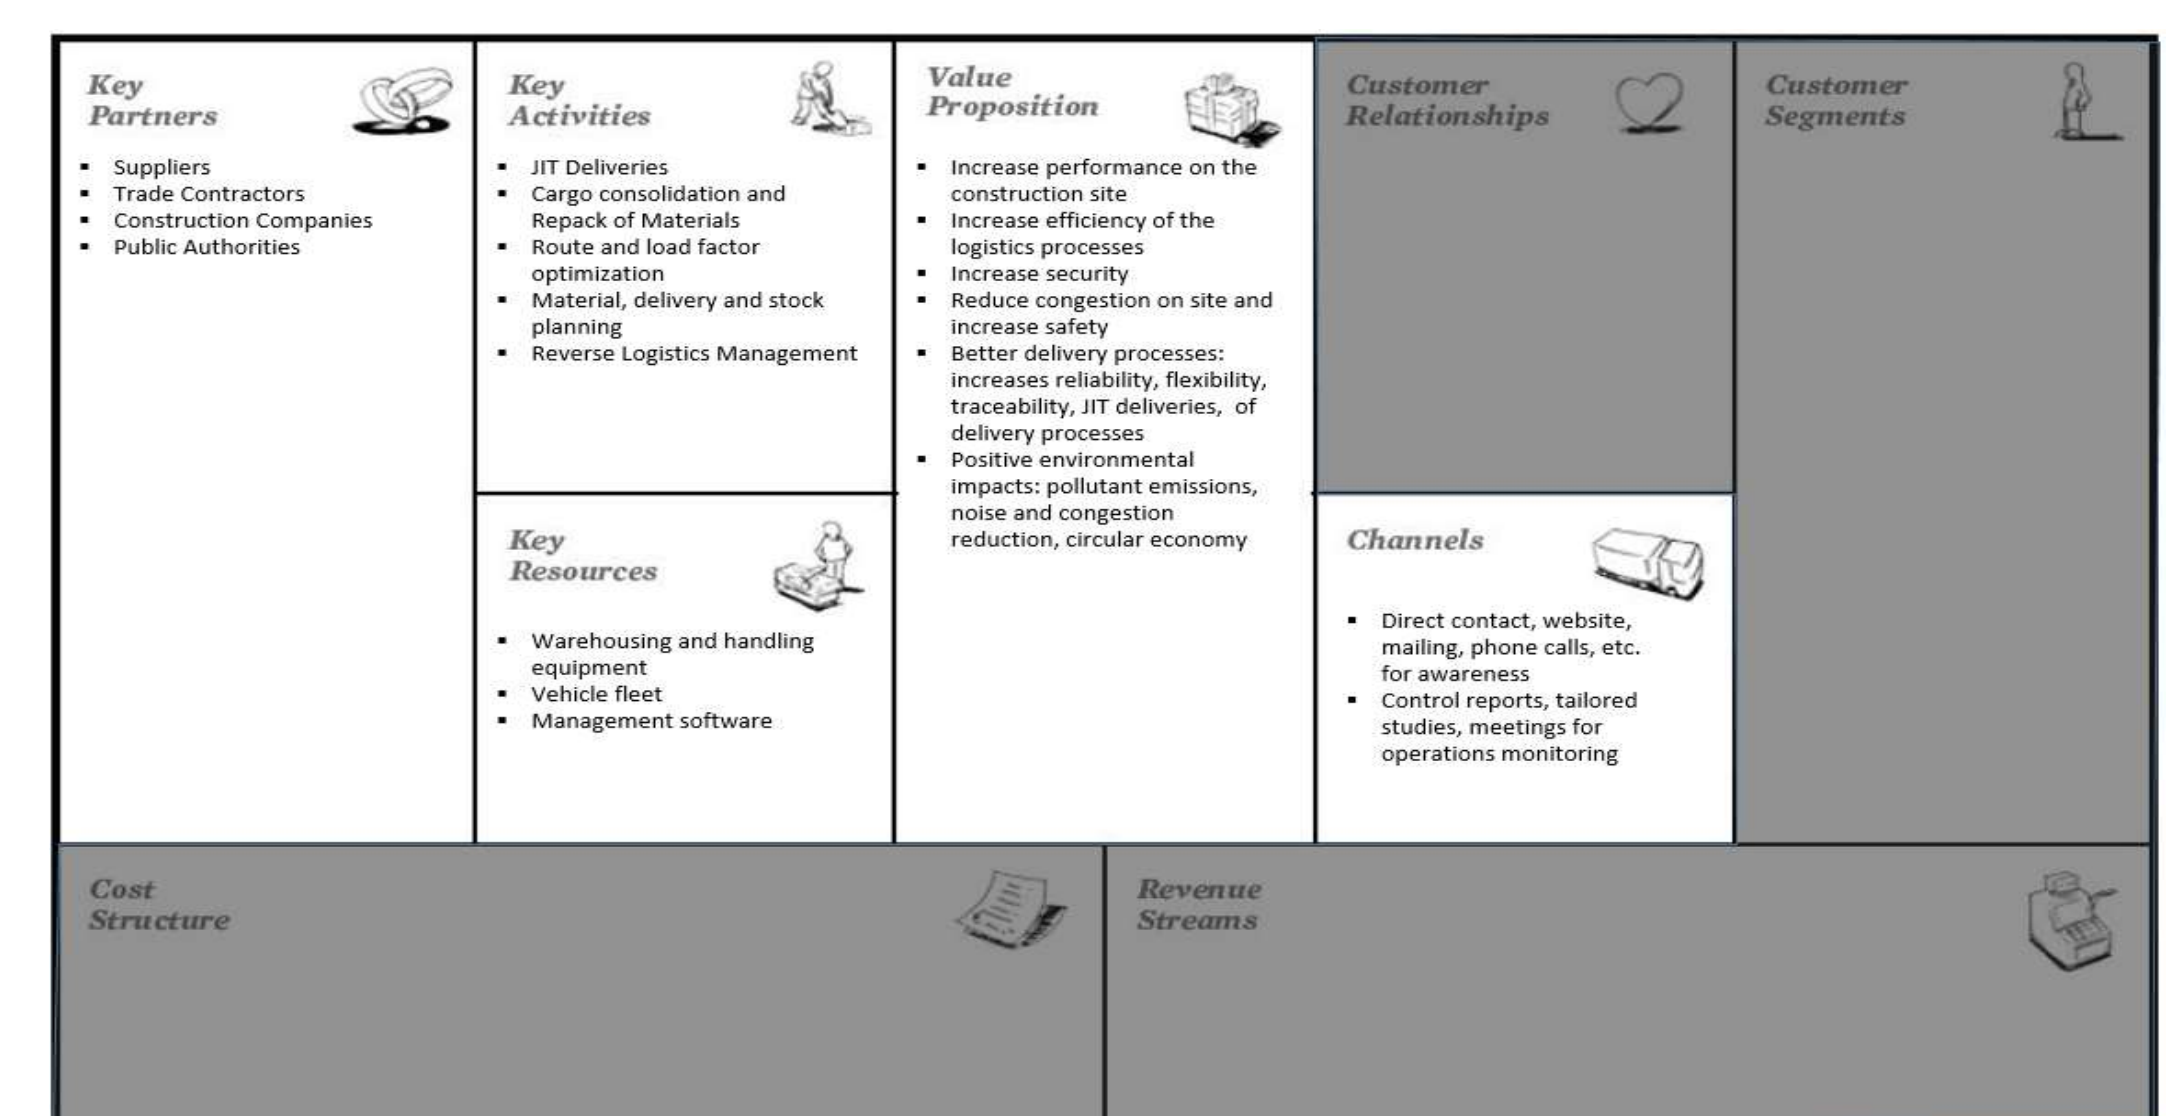 Key
Partners
▪ Suppliers
▪ Trade Contractors
▪ Construction Companies
▪ Public Authorities
Key
Activities
▪ JIT Deliveries
▪ Cargo consolidation and
Repack of Materials
▪ Route and load factor
optimization
▪ Material, delivery and stock
planning
▪ Reverse Logistics Management
Key
Resources
▪ Warehousing and handling
equipment
▪ Vehicle fleet
▪ Management software
Value
Proposition
▪ Increase performance on the
construction site
▪ Increase efficiency of the
logistics processes
▪ Increase security
▪ Reduce congestion on site and
increase safety
▪ Better delivery processes:
increases reliability, flexibility,
traceability, JIT deliveries, of
delivery processes
▪ Positive environmental
impacts: pollutant emissions,
noise and congestion
reduction, circular economy
Customer
Relationships
Channels
▪ Direct contact, website,
mailing, phone calls, etc.
for awareness
▪ Control reports, tailored
studies, meetings for
operations monitoring
Customer
Segments
Cost
Structure
Revenue
Streams